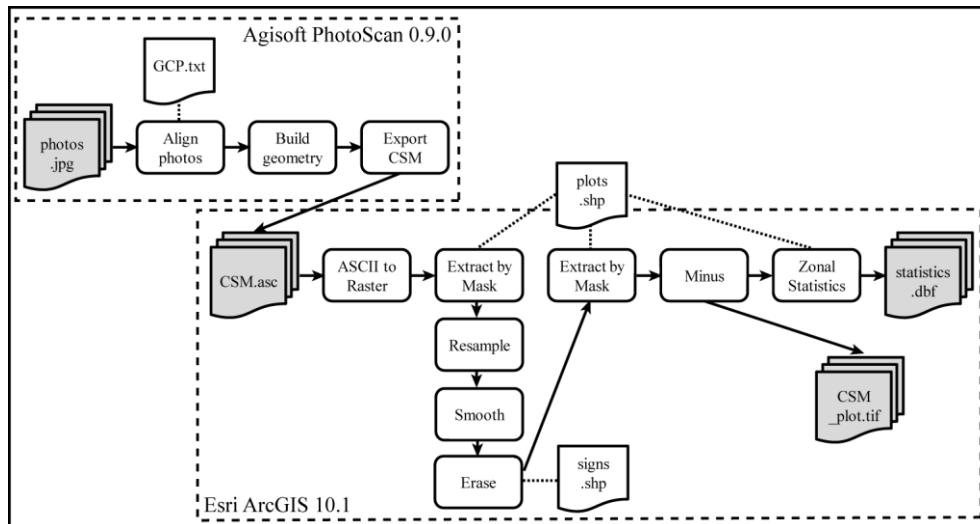 Agisoft PhotoScan 0.9.0
GCP.txt
photos
.jpg
Align
photos
Build
geometry
Export
CSM
plots
.shp
CSM.asc
ASCII to
Raster
Extract by
Mask
Extract by
Mask
Minus
Zonal
Statistics
statistics
.dbf
Resample
Smooth
CSM
_plot.tif
Erase
signs
.shp
Esri ArcGIS 10.1